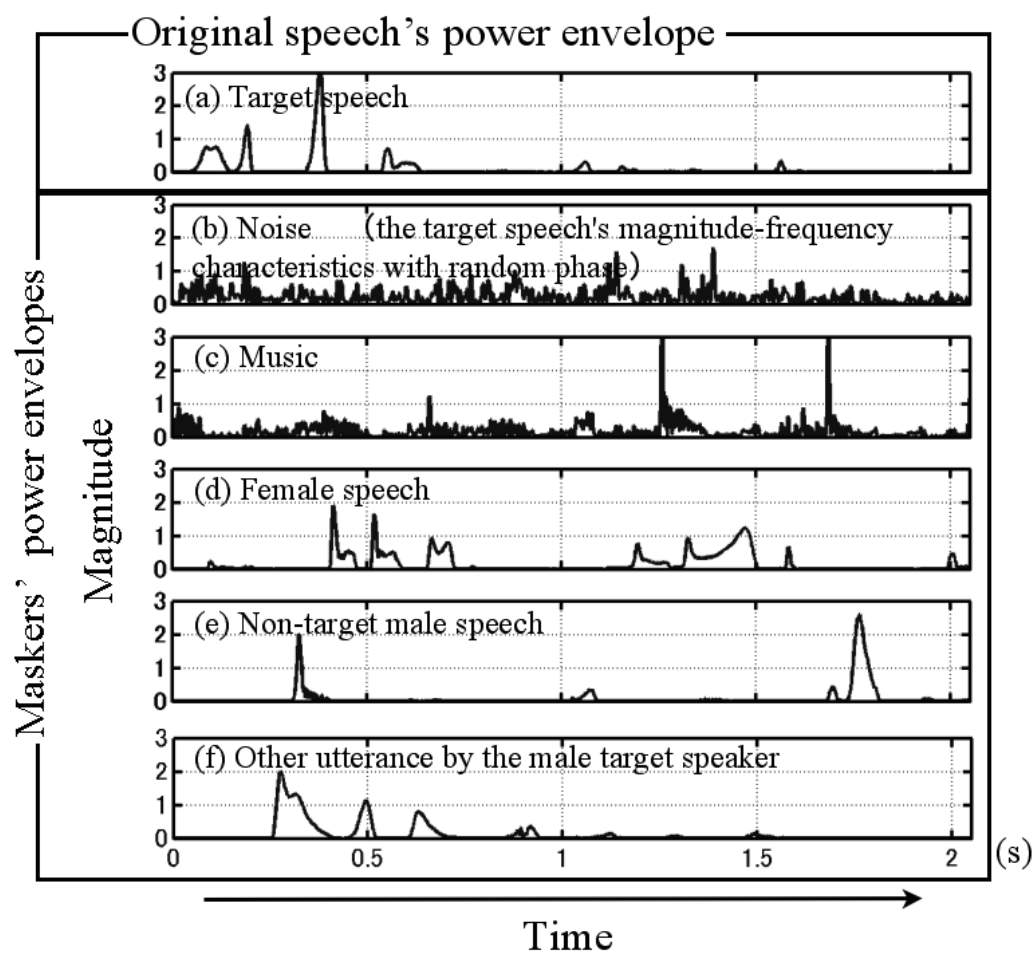 Original speech’s power envelope
3
(a) Target speech
2
1
0
3
(b) Noise （the target speech's magnitude-frequency
2
characteristics with random phase）
1
0
3
(c) Music
2
1
0
3
(d) Female speech
2
1
0
3
(e) Non-target male speech
2
1
0
3
(f) Other utterance by the male target speaker
2
1
0
0 0.5 1 1.5 2 (s)
Time
Magnitude
Maskers’ power envelopes